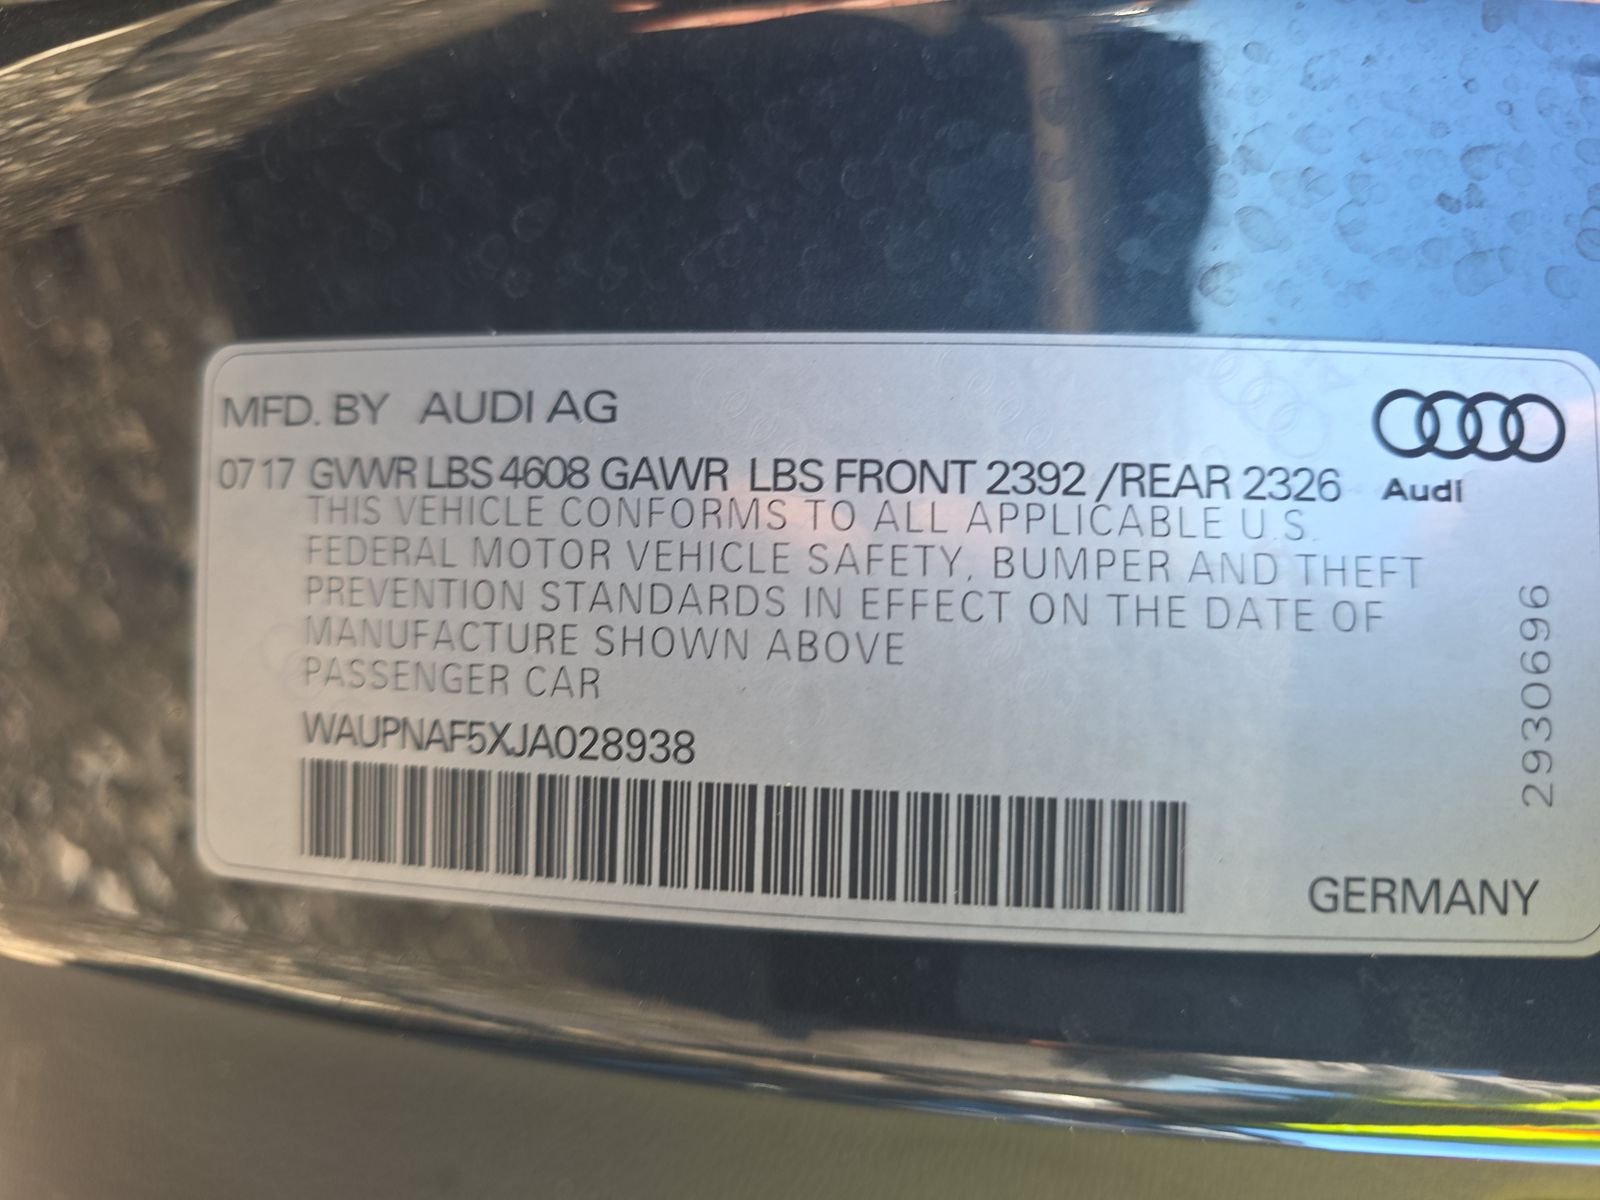 MFD. BY AUDI AG
07 17 GVWR LBS 4608 GAWR LBS FRONT 2392 /REAR 2326
Audi
THIS VEHICLE CONFORMS TO ALL APPLICABLE U.S.
FEDERAL MOTOR VEHICLE SAFETY, BUMPER AND THEFT
PREVENTION STANDARDS IN EFFECT ON THE DATE OF
MANUFACTURE SHOWN ABOVE
PASSENGER CAR
WAUPNAF5XJA028938
2930696
GERMANY